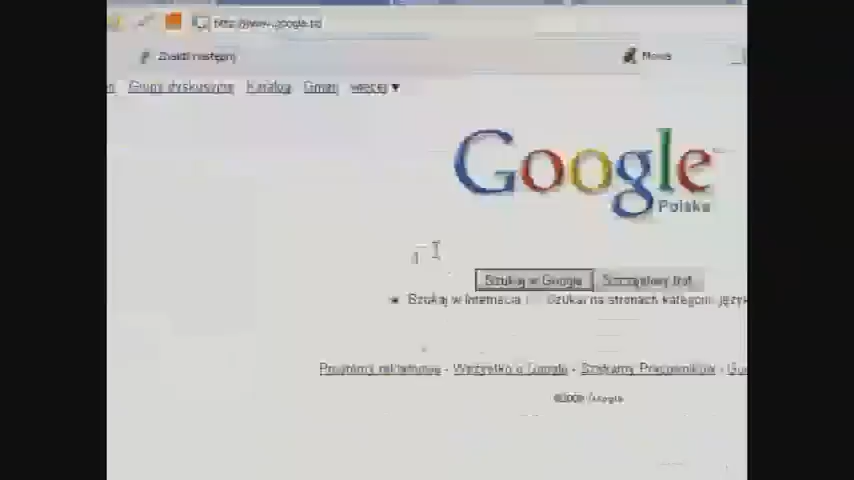 http://www.google.pl
Znajdź następny
Grupy dyskusyjne Katalog Gmail więcej ▼
Google
Polska
Szukaj w Google Szczęśliwy traf
Szukaj w Internecie Szukaj na stronach kategorii: język
Programy reklamowe - Wszystko o Google - Szukamy Pracowników -
Google